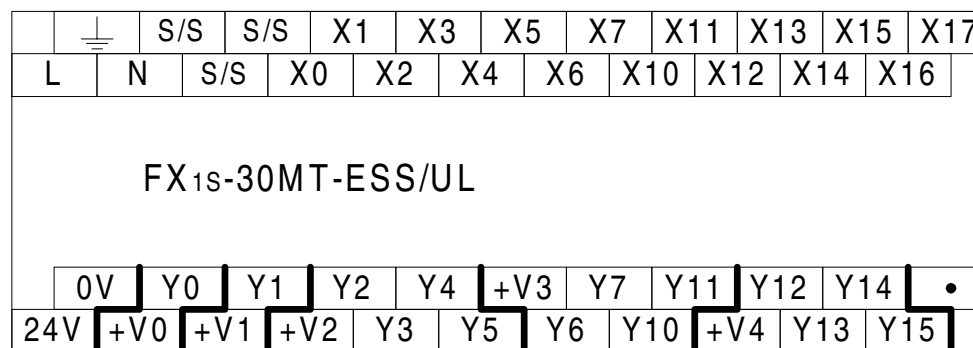 ⏚ S/S S/S X1 X3 X5 X7 X11 X13 X15 X17
L N S/S X0 X2 X4 X6 X10 X12 X14 X16
FX1S-30MT-ESS/UL
0V Y0 Y1 Y2 Y4 +V3 Y7 Y11 Y12 Y14 •
24V +V0 +V1 +V2 Y3 Y5 Y6 Y10 +V4 Y13 Y15